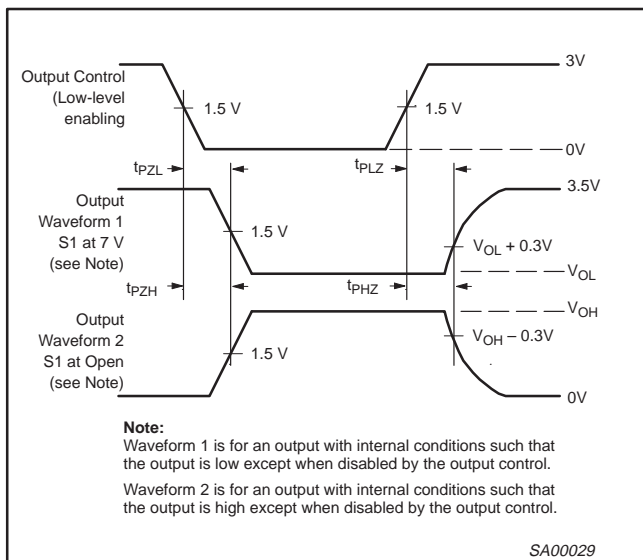 3V
Output Control
(Low-level
enabling
1.5 V
1.5 V
0V
tPZL
tPLZ
Output
Waveform 1
S1 at 7 V
(see Note)
3.5V
1.5 V
VOL + 0.3V
VOL
tPZH
tPHZ
VOH
Output
Waveform 2
S1 at Open
(see Note)
1.5 V
VOH – 0.3V
0V
Note:
Waveform 1 is for an output with internal conditions such that
the output is low except when disabled by the output control.
Waveform 2 is for an output with internal conditions such that
the output is high except when disabled by the output control.
SA00029